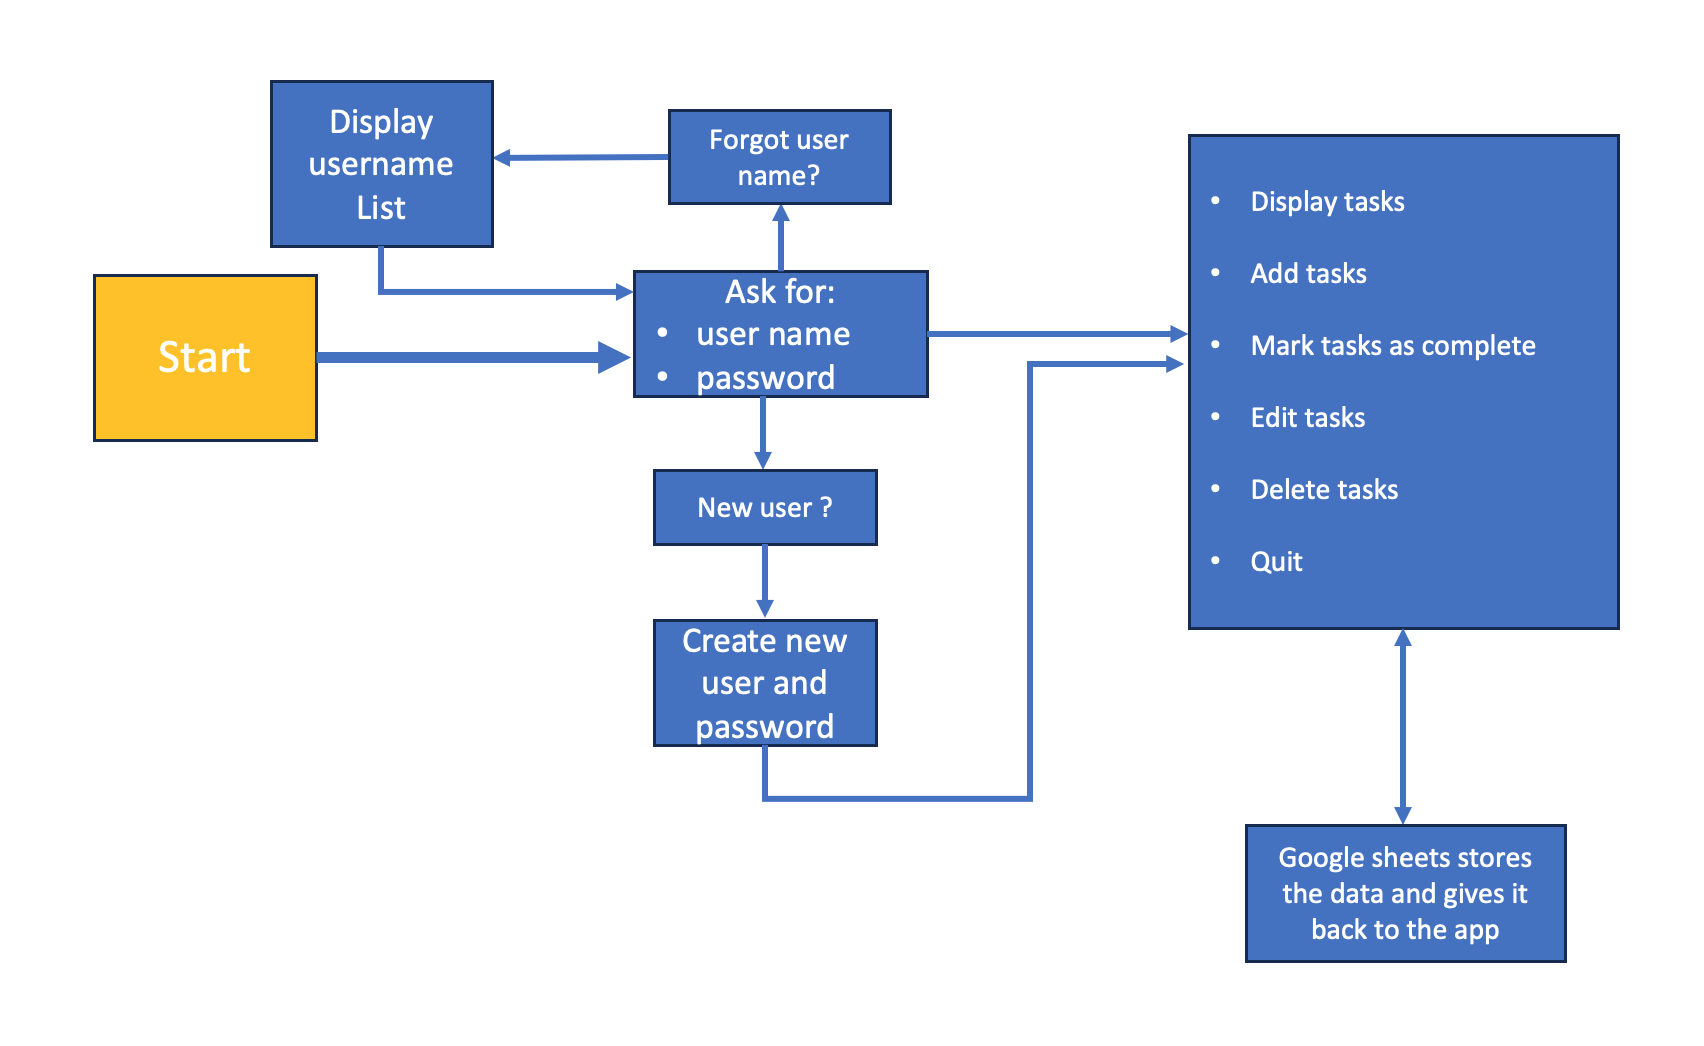 Display
username
List
Forgot user
name?
Start
Ask for:
• user name
• password
New user ?
Create new
user and
password
• Display tasks
• Add tasks
• Mark tasks as complete
• Edit tasks
• Delete tasks
• Quit
Google sheets stores
the data and gives it
back to the app